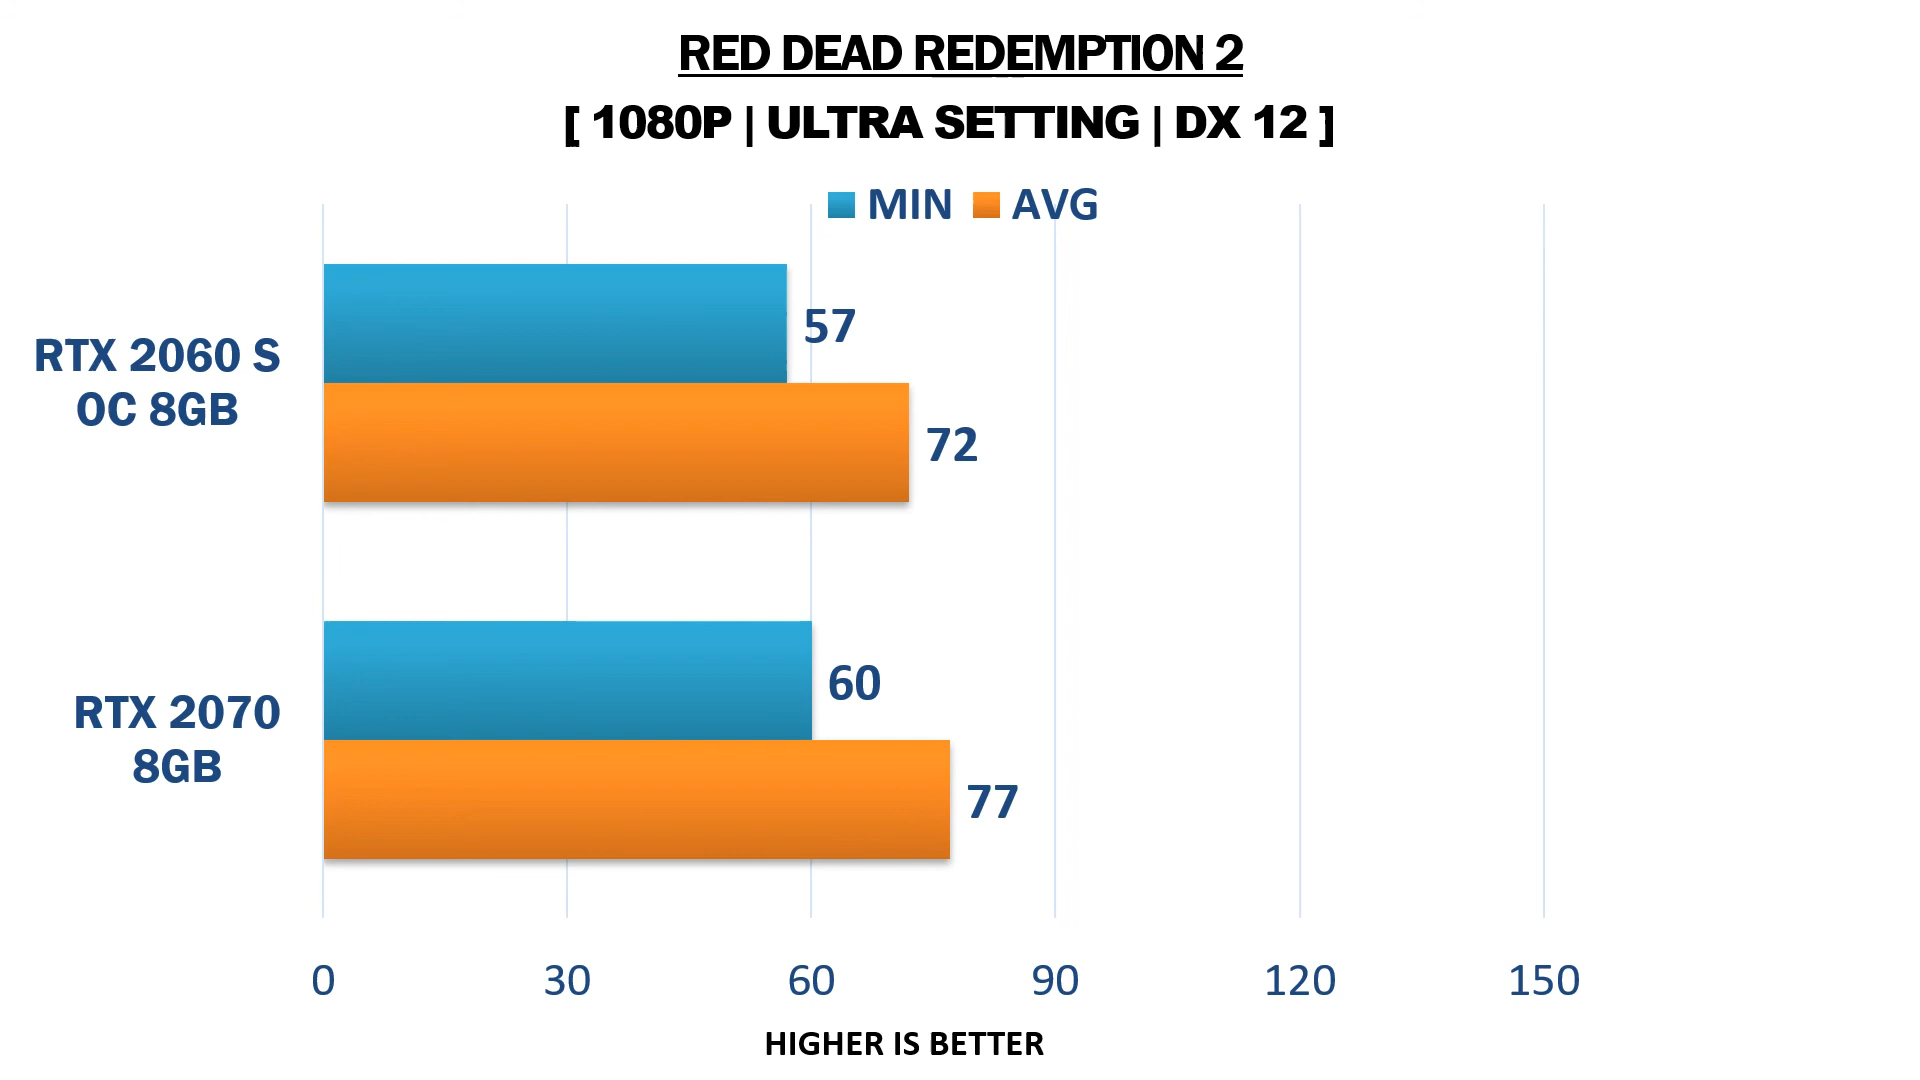 RED DEAD REDEMPTION 2
[ 1080P | ULTRA SETTING | DX 12 ]
MIN AVG
RTX 2060 S
OC 8GB
57
72
RTX 2070
8GB
60
77
0 30 60 90 120 150
HIGHER IS BETTER